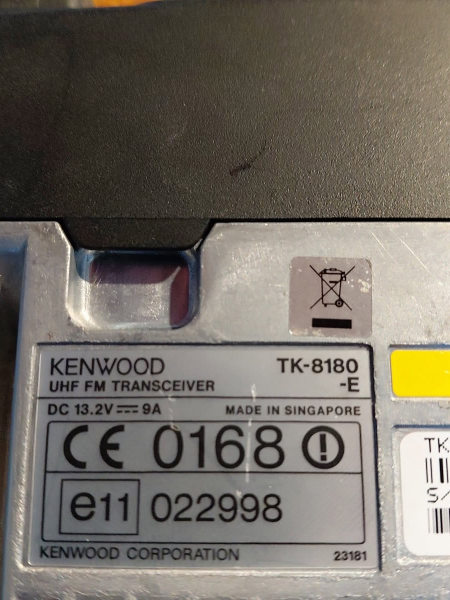 KENWOOD TK-8180
UHF FM TRANSCEIVER -E
DC 13.2V⎓9A MADE IN SINGAPORE
CE 0168
e11 022998
KENWOOD CORPORATION 23181
TK
S/